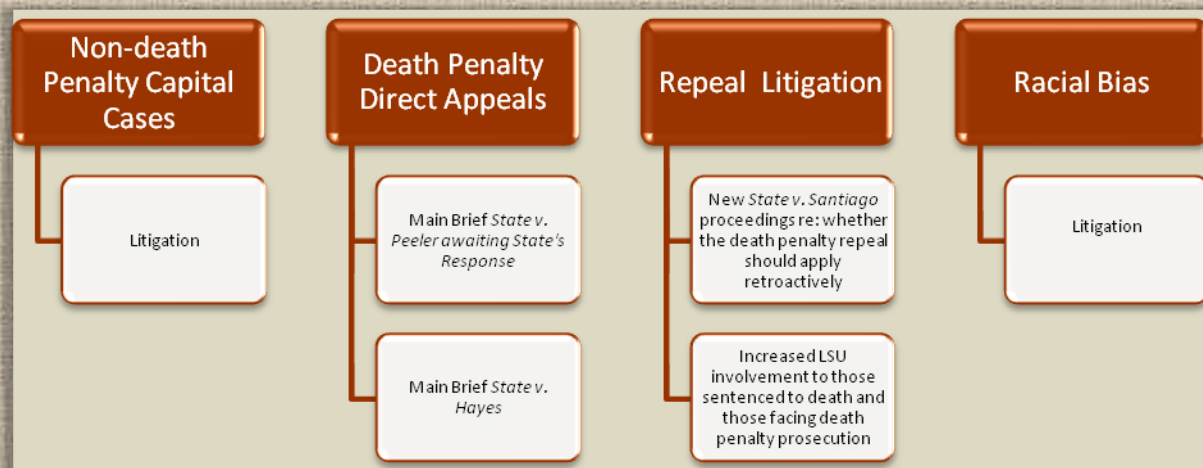 Non-death
Penalty Capital
Cases
Litigation
Death Penalty
Direct Appeals
Main Brief State v.
Peeler awaiting State's
Response
Main Brief State v.
Hayes
Repeal Litigation
New State v. Santiago
proceedings re: whether
the death penalty repeal
should apply
retroactively
Increased LSU
involvement to those
sentenced to death and
those facing death
penalty prosecution
Racial Bias
Litigation